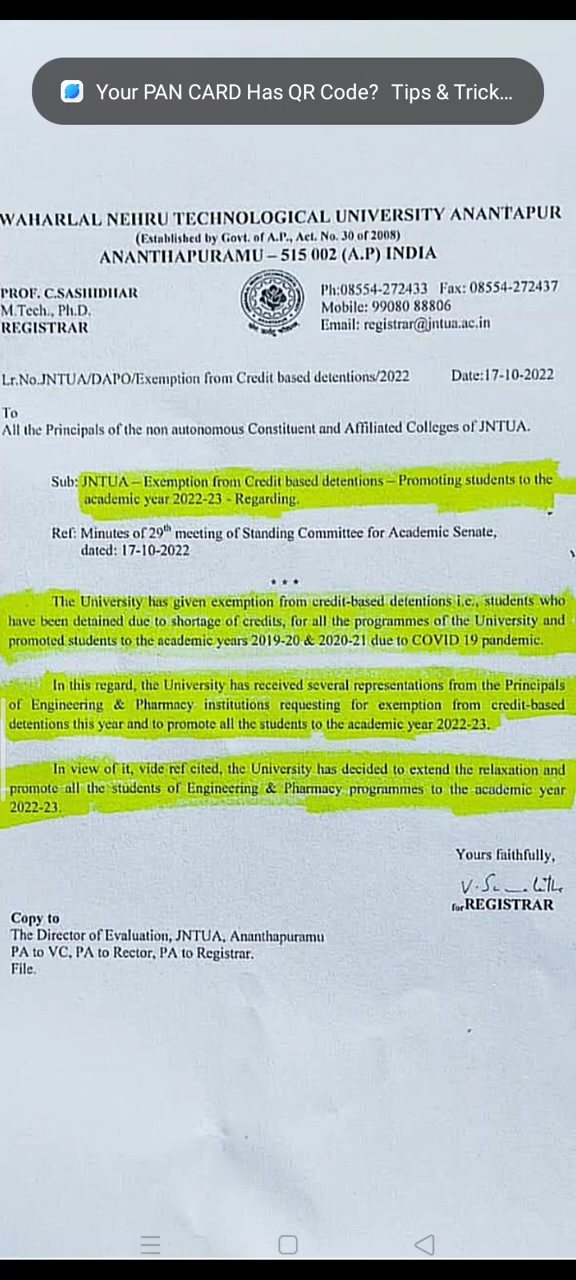 Your PAN CARD Has QR Code? Tips & Trick...
WAHARLAL NEHRU TECHNOLOGICAL UNIVERSITY ANANTAPUR
(Established by Govt. of A.P., Act. No. 30 of 2008)
ANANTHAPURAMU – 515 002 (A.P) INDIA
PROF. C.SASHIDHAR
M.Tech., Ph.D.
REGISTRAR
Ph:08554-272433 Fax: 08554-272437
Mobile: 99080 88806
Email: registrar@jntua.ac.in
Lr.No.JNTUA/DAPO/Exemption from Credit based detentions/2022 Date:17-10-2022
To
All the Principals of the non autonomous Constituent and Affiliated Colleges of JNTUA.
Sub: JNTUA – Exemption from Credit based detentions – Promoting students to the
academic year 2022-23 - Regarding.
Ref: Minutes of 29th meeting of Standing Committee for Academic Senate,
dated: 17-10-2022
***
The University has given exemption from credit-based detentions i.e., students who
have been detained due to shortage of credits, for all the programmes of the University and
promoted students to the academic years 2019-20 & 2020-21 due to COVID 19 pandemic.
In this regard, the University has received several representations from the Principals
of Engineering & Pharmacy institutions requesting for exemption from credit-based
detentions this year and to promote all the students to the academic year 2022-23.
In view of it, vide ref cited, the University has decided to extend the relaxation and
promote all the students of Engineering & Pharmacy programmes to the academic year
2022-23.
Yours faithfully,
for REGISTRAR
Copy to
The Director of Evaluation, JNTUA, Ananthapuramu
PA to VC, PA to Rector, PA to Registrar.
File.